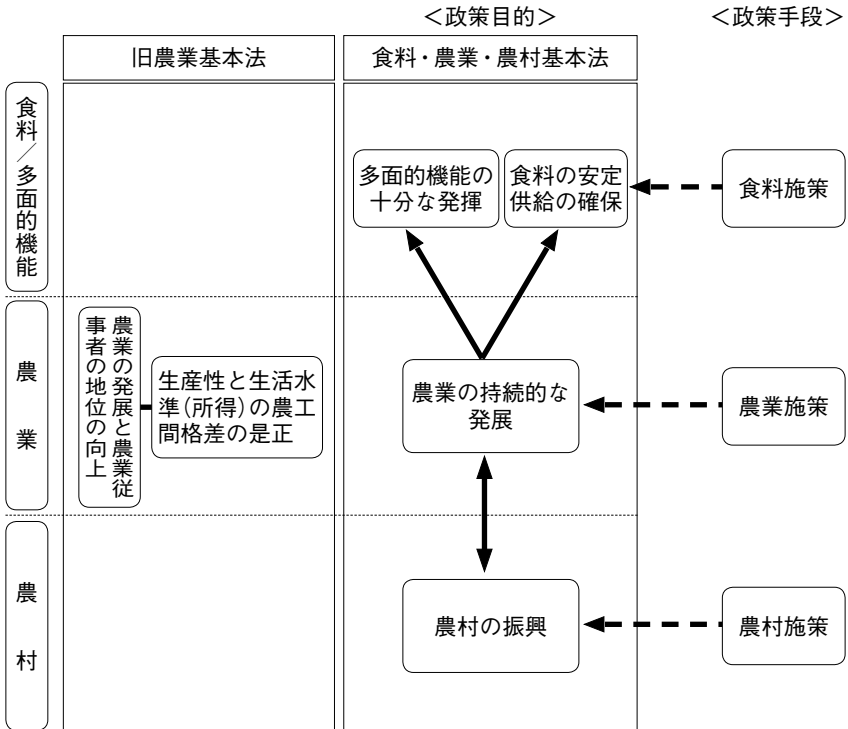 ＜政策目的＞
＜政策手段＞
旧農業基本法
食料・農業・農村基本法
食料／多面的機能
多面的機能の
十分な発揮
食料の安定
供給の確保
食料施策
農業
農業の発展と農業従
事者の地位の向上
生産性と生活水
準（所得）の農工
間格差の是正
農業の持続的な
発展
農業施策
農村
農村の振興
農村施策